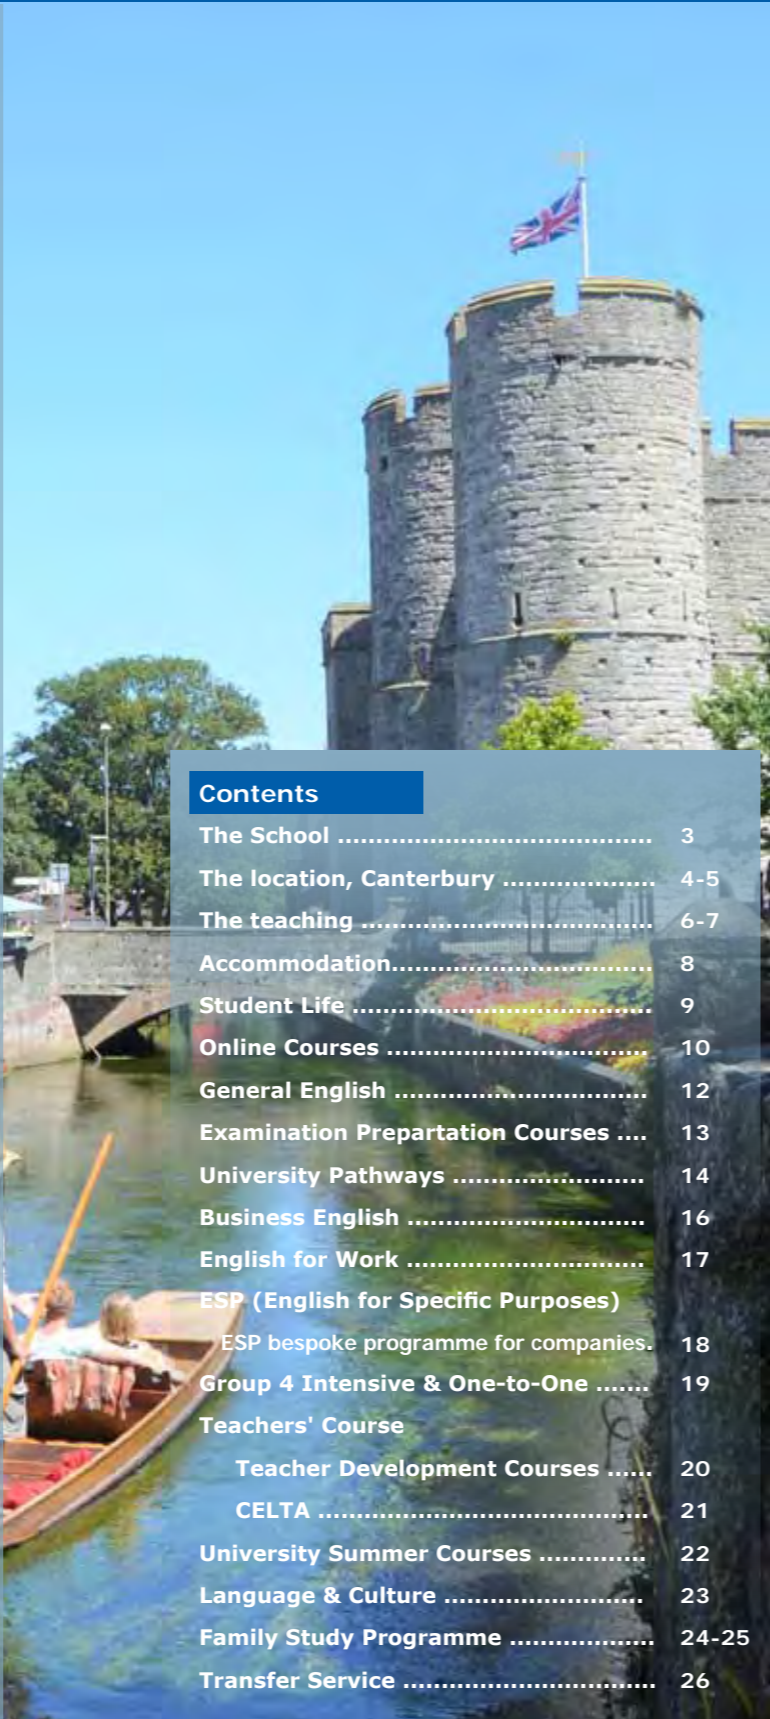 Contents
The School ......................................... 3
The location, Canterbury .................... 4-5
The teaching ...................................... 6-7
Accommodation.................................. 8
Student Life ....................................... 9
Online Courses .................................. 10
General English ................................. 12
Examination Prepartation Courses .... 13
University Pathways ......................... 14
Business English ............................... 16
English for Work ............................... 17
ESP (English for Specific Purposes)
ESP bespoke programme for companies. 18
Group 4 Intensive & One-to-One ....... 19
Teachers' Course
Teacher Development Courses ...... 20
CELTA ........................................... 21
University Summer Courses .............. 22
Language & Culture .......................... 23
Family Study Programme ................... 24-25
Transfer Service ................................. 26